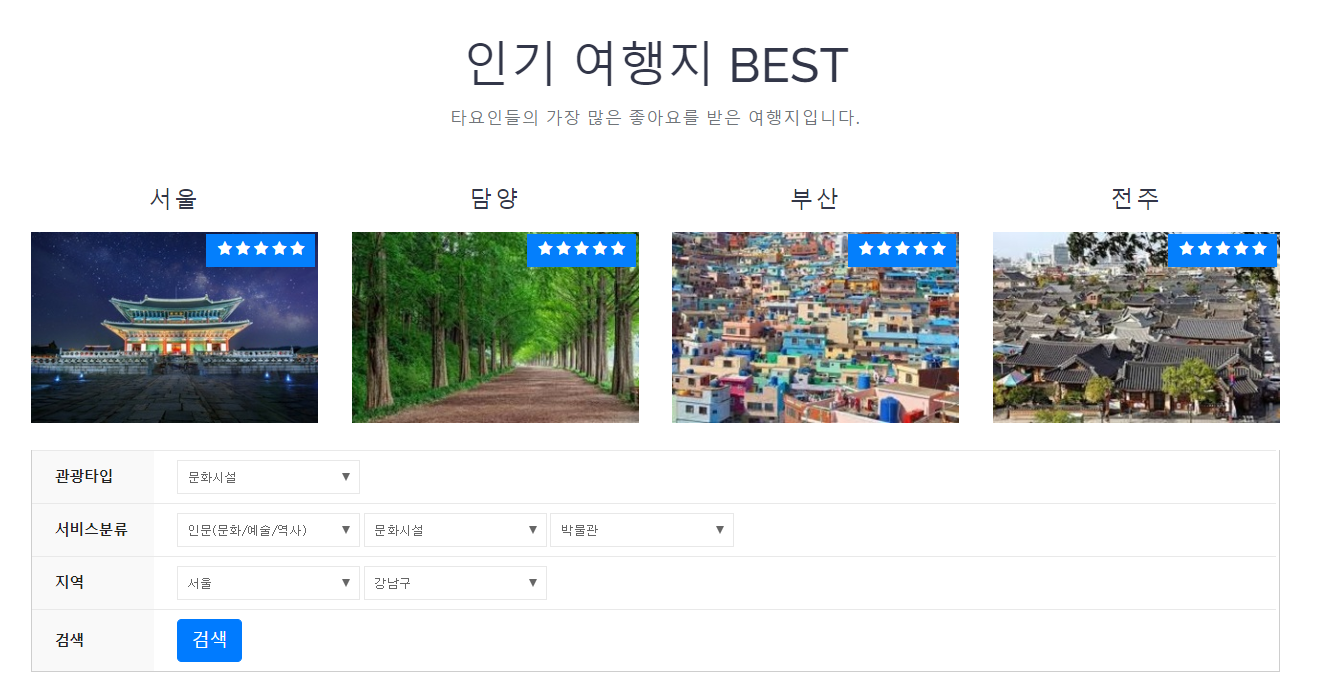 인기 여행지 BEST
타요인들의 가장 많은 좋아요를 받은 여행지입니다.
서울 담양 부산 전주
관광타입 문화시설
서비스분류 인문(문화/예술/역사) 문화시설 박물관
지역 서울 강남구
검색 검색